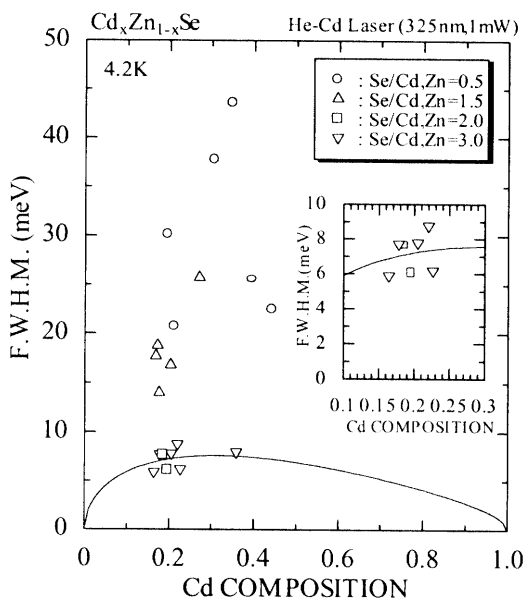 CdxZn1-xSe
He-Cd Laser (325nm,1mW)
4.2K
○ : Se/Cd,Zn=0.5
△ : Se/Cd,Zn=1.5
□ : Se/Cd,Zn=2.0
▽ : Se/Cd,Zn=3.0
F.W.H.M. (meV)
50
40
30
20
10
0
0 0.2 0.4 0.6 0.8 1.0
Cd COMPOSITION
F.W.H.M.(meV)
10
8
6
4
2
0
0.1 0.15 0.2 0.25 0.3
Cd COMPOSITION